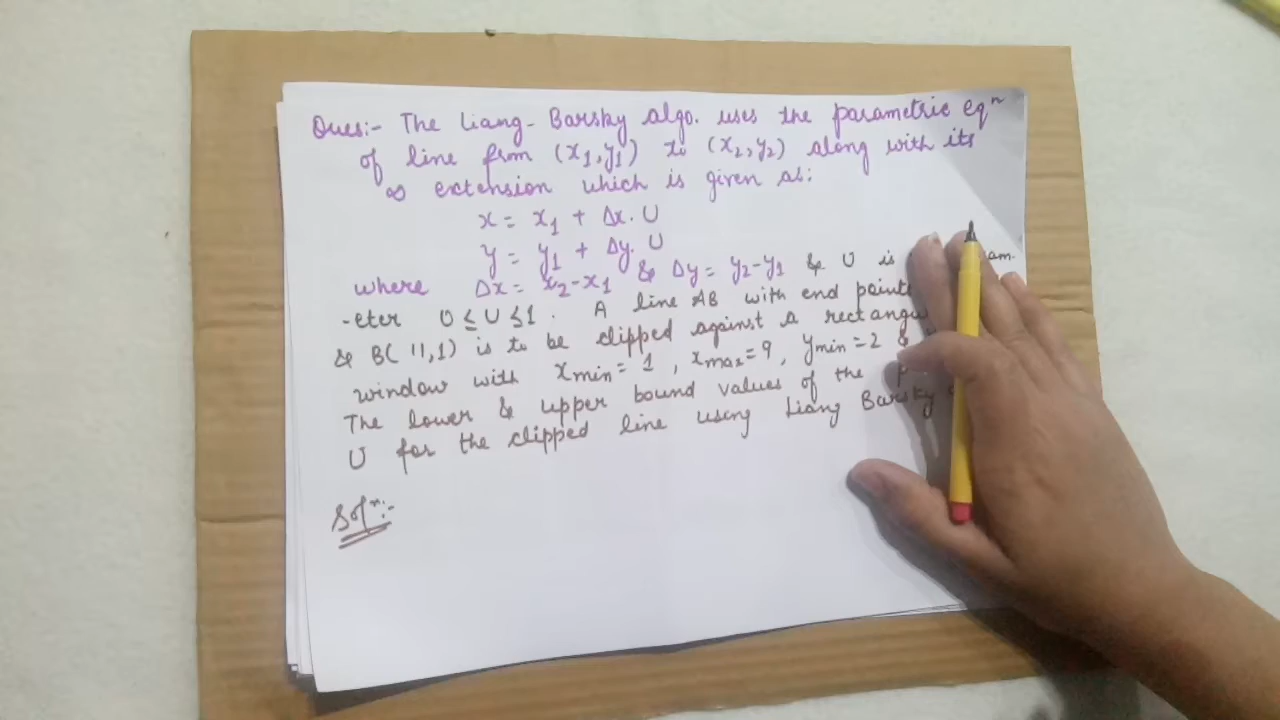 Ques:- The Liang-Barsky algo. uses the parametric eqⁿ
of line from (x1, y1) to (x2, y2) along with its
∞ extension which is given as:
x = x1 + Δx. U
y = y1 + Δy. U
where Δx = x2-x1 & Δy = y2-y1 & U is
-eter 0 ≤ U ≤ 1. A line AB with end point
& B(11,1) is to be clipped against a
window with xmin = 1, xmax = 9, ymin = 2 &
The lower & upper bound values of the
U for the clipped line using Liang Barsky
Solⁿ:-